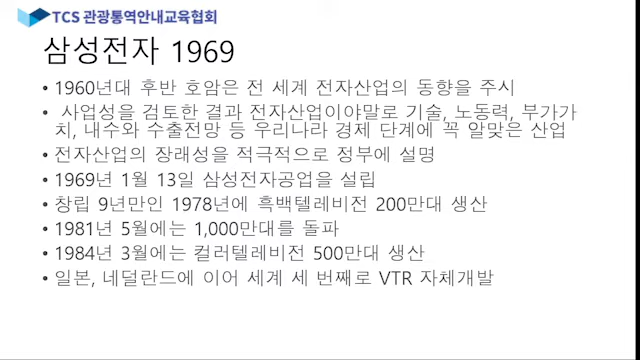 TCS 관광통역안내교육협회
삼성전자 1969
• 1960년대 후반 호암은 전 세계 전자산업의 동향을 주시
• 사업성을 검토한 결과 전자산업이야말로 기술, 노동력, 부가가
치, 내수와 수출전망 등 우리나라 경제 단계에 꼭 알맞은 산업
• 전자산업의 장래성을 적극적으로 정부에 설명
• 1969년 1월 13일 삼성전자공업을 설립
• 창립 9년만인 1978년에 흑백텔레비전 200만대 생산
• 1981년 5월에는 1,000만대를 돌파
• 1984년 3월에는 컬러텔레비전 500만대 생산
• 일본, 네덜란드에 이어 세계 세 번째로 VTR 자체개발